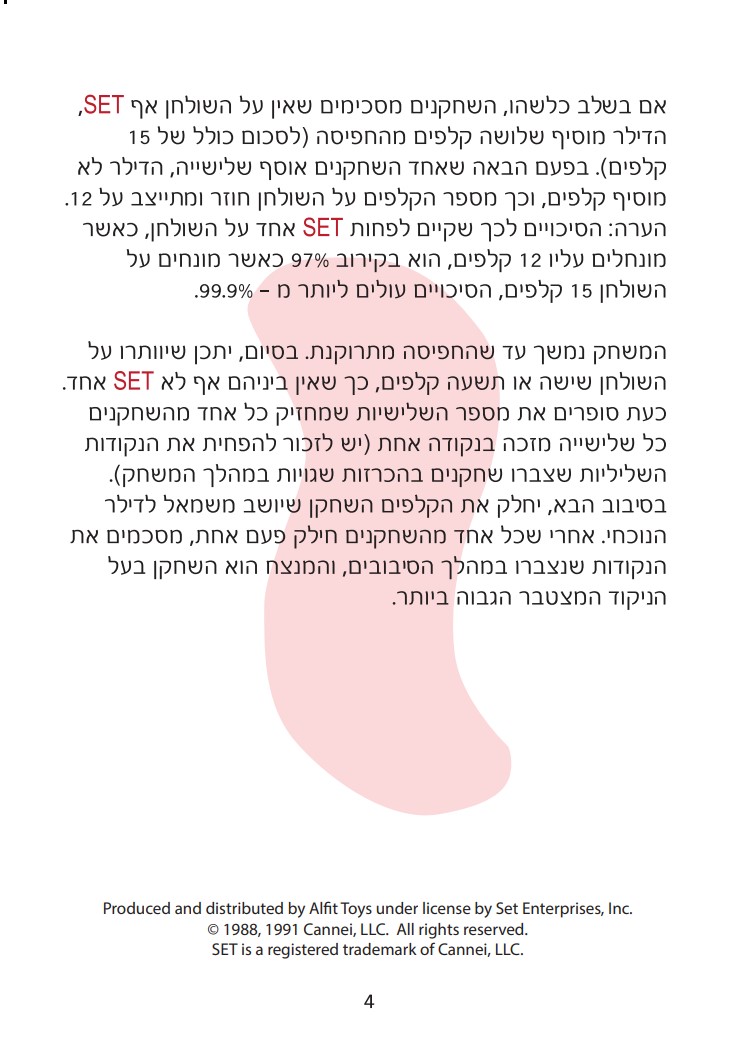 אם בשלב כלשהו, השחקנים מסכימים שאין על השולחן אף SET,
הדילר מוסיף שלושה קלפים מהחפיסה (לסכום כולל של 15
קלפים). בפעם הבאה שאחד השחקנים אוסף שלישייה, הדילר לא
מוסיף קלפים, וכך מספר הקלפים על השולחן חוזר ומתייצב על 12.
הערה: הסיכויים לכך שקיים לפחות SET אחד על השולחן, כאשר
מונחלים עליו 12 קלפים, הוא בקירוב 97% כאשר מונחים על
השולחן 15 קלפים, הסיכויים עולים ליותר מ – 99.9%.
המשחק נמשך עד שהחפיסה מתרוקנת. בסיום, יתכן שיוותרו על
השולחן שישה או תשעה קלפים, כך שאין ביניהם אף לא SET אחד.
כעת סופרים את מספר השלישיות שמחזיק כל אחד מהשחקנים
כל שלישייה מזכה בנקודה אחת (יש לזכור להפחית את הנקודות
השליליות שצברו שחקנים בהכרזות שגויות במהלך המשחק).
בסיבוב הבא, יחלק את הקלפים השחקן שיושב משמאל לדילר
הנוכחי. אחרי שכל אחד מהשחקנים חילק פעם אחת, מסכמים את
הנקודות שנצברו במהלך הסיבובים, והמנצח הוא השחקן בעל
הניקוד המצטבר הגבוה ביותר.
Produced and distributed by Alfit Toys under license by Set Enterprises, Inc.
© 1988, 1991 Cannei, LLC. All rights reserved.
SET is a registered trademark of Cannei, LLC.
4